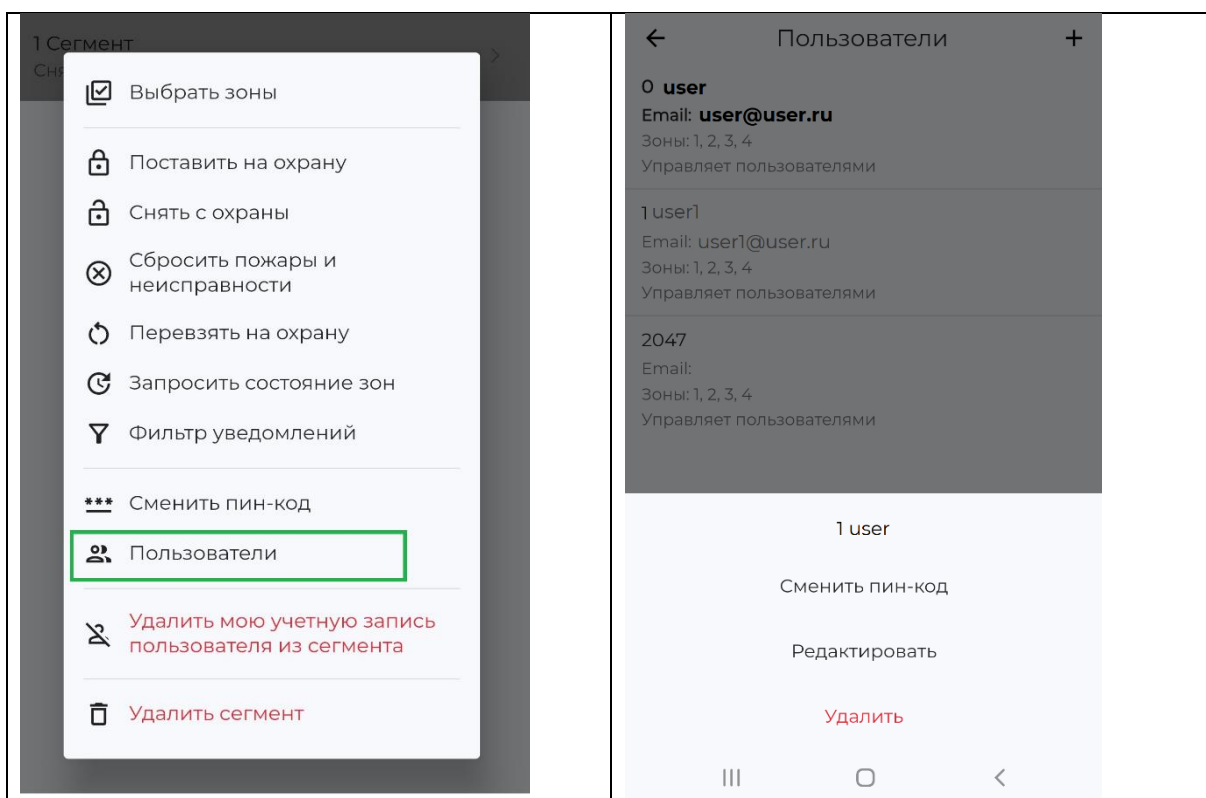 1 Сегмент
Сня
Выбрать зоны
Поставить на охрану
Снять с охраны
Сбросить пожары и
неисправности
Перевзять на охрану
Запросить состояние зон
Фильтр уведомлений
*** Сменить пин-код
Пользователи
Удалить мою учетную запись
пользователя из сегмента
Удалить сегмент
Пользователи
0 user
Email: user@user.ru
Зоны: 1, 2, 3, 4
Управляет пользователями
1 user1
Email: user1@user.ru
Зоны: 1, 2, 3, 4
Управляет пользователями
2047
Email:
Зоны: 1, 2, 3, 4
Управляет пользователями
1 user
Сменить пин-код
Редактировать
Удалить